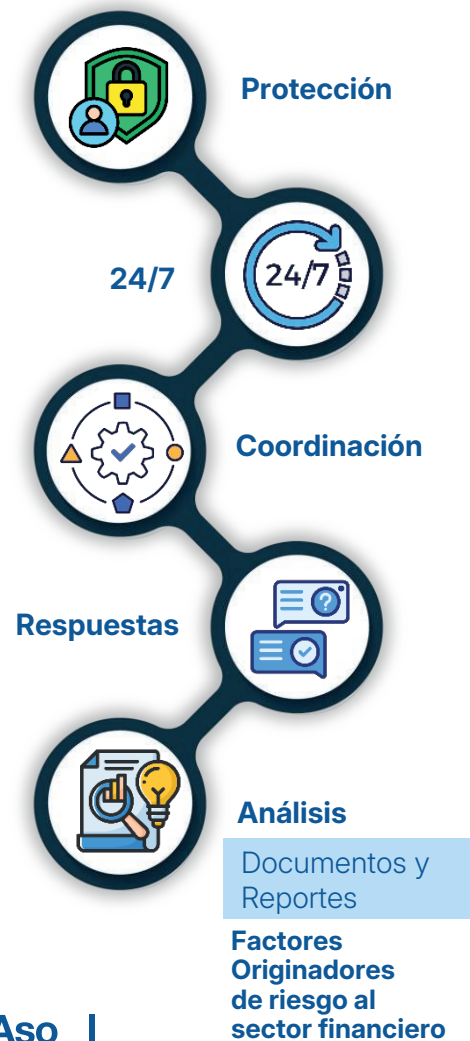 Protección
24/7
24/7
Coordinación
Respuestas
?
Análisis
Documentos y
Reportes
Factores
Originadores
de riesgo al
sector financiero
Aso |